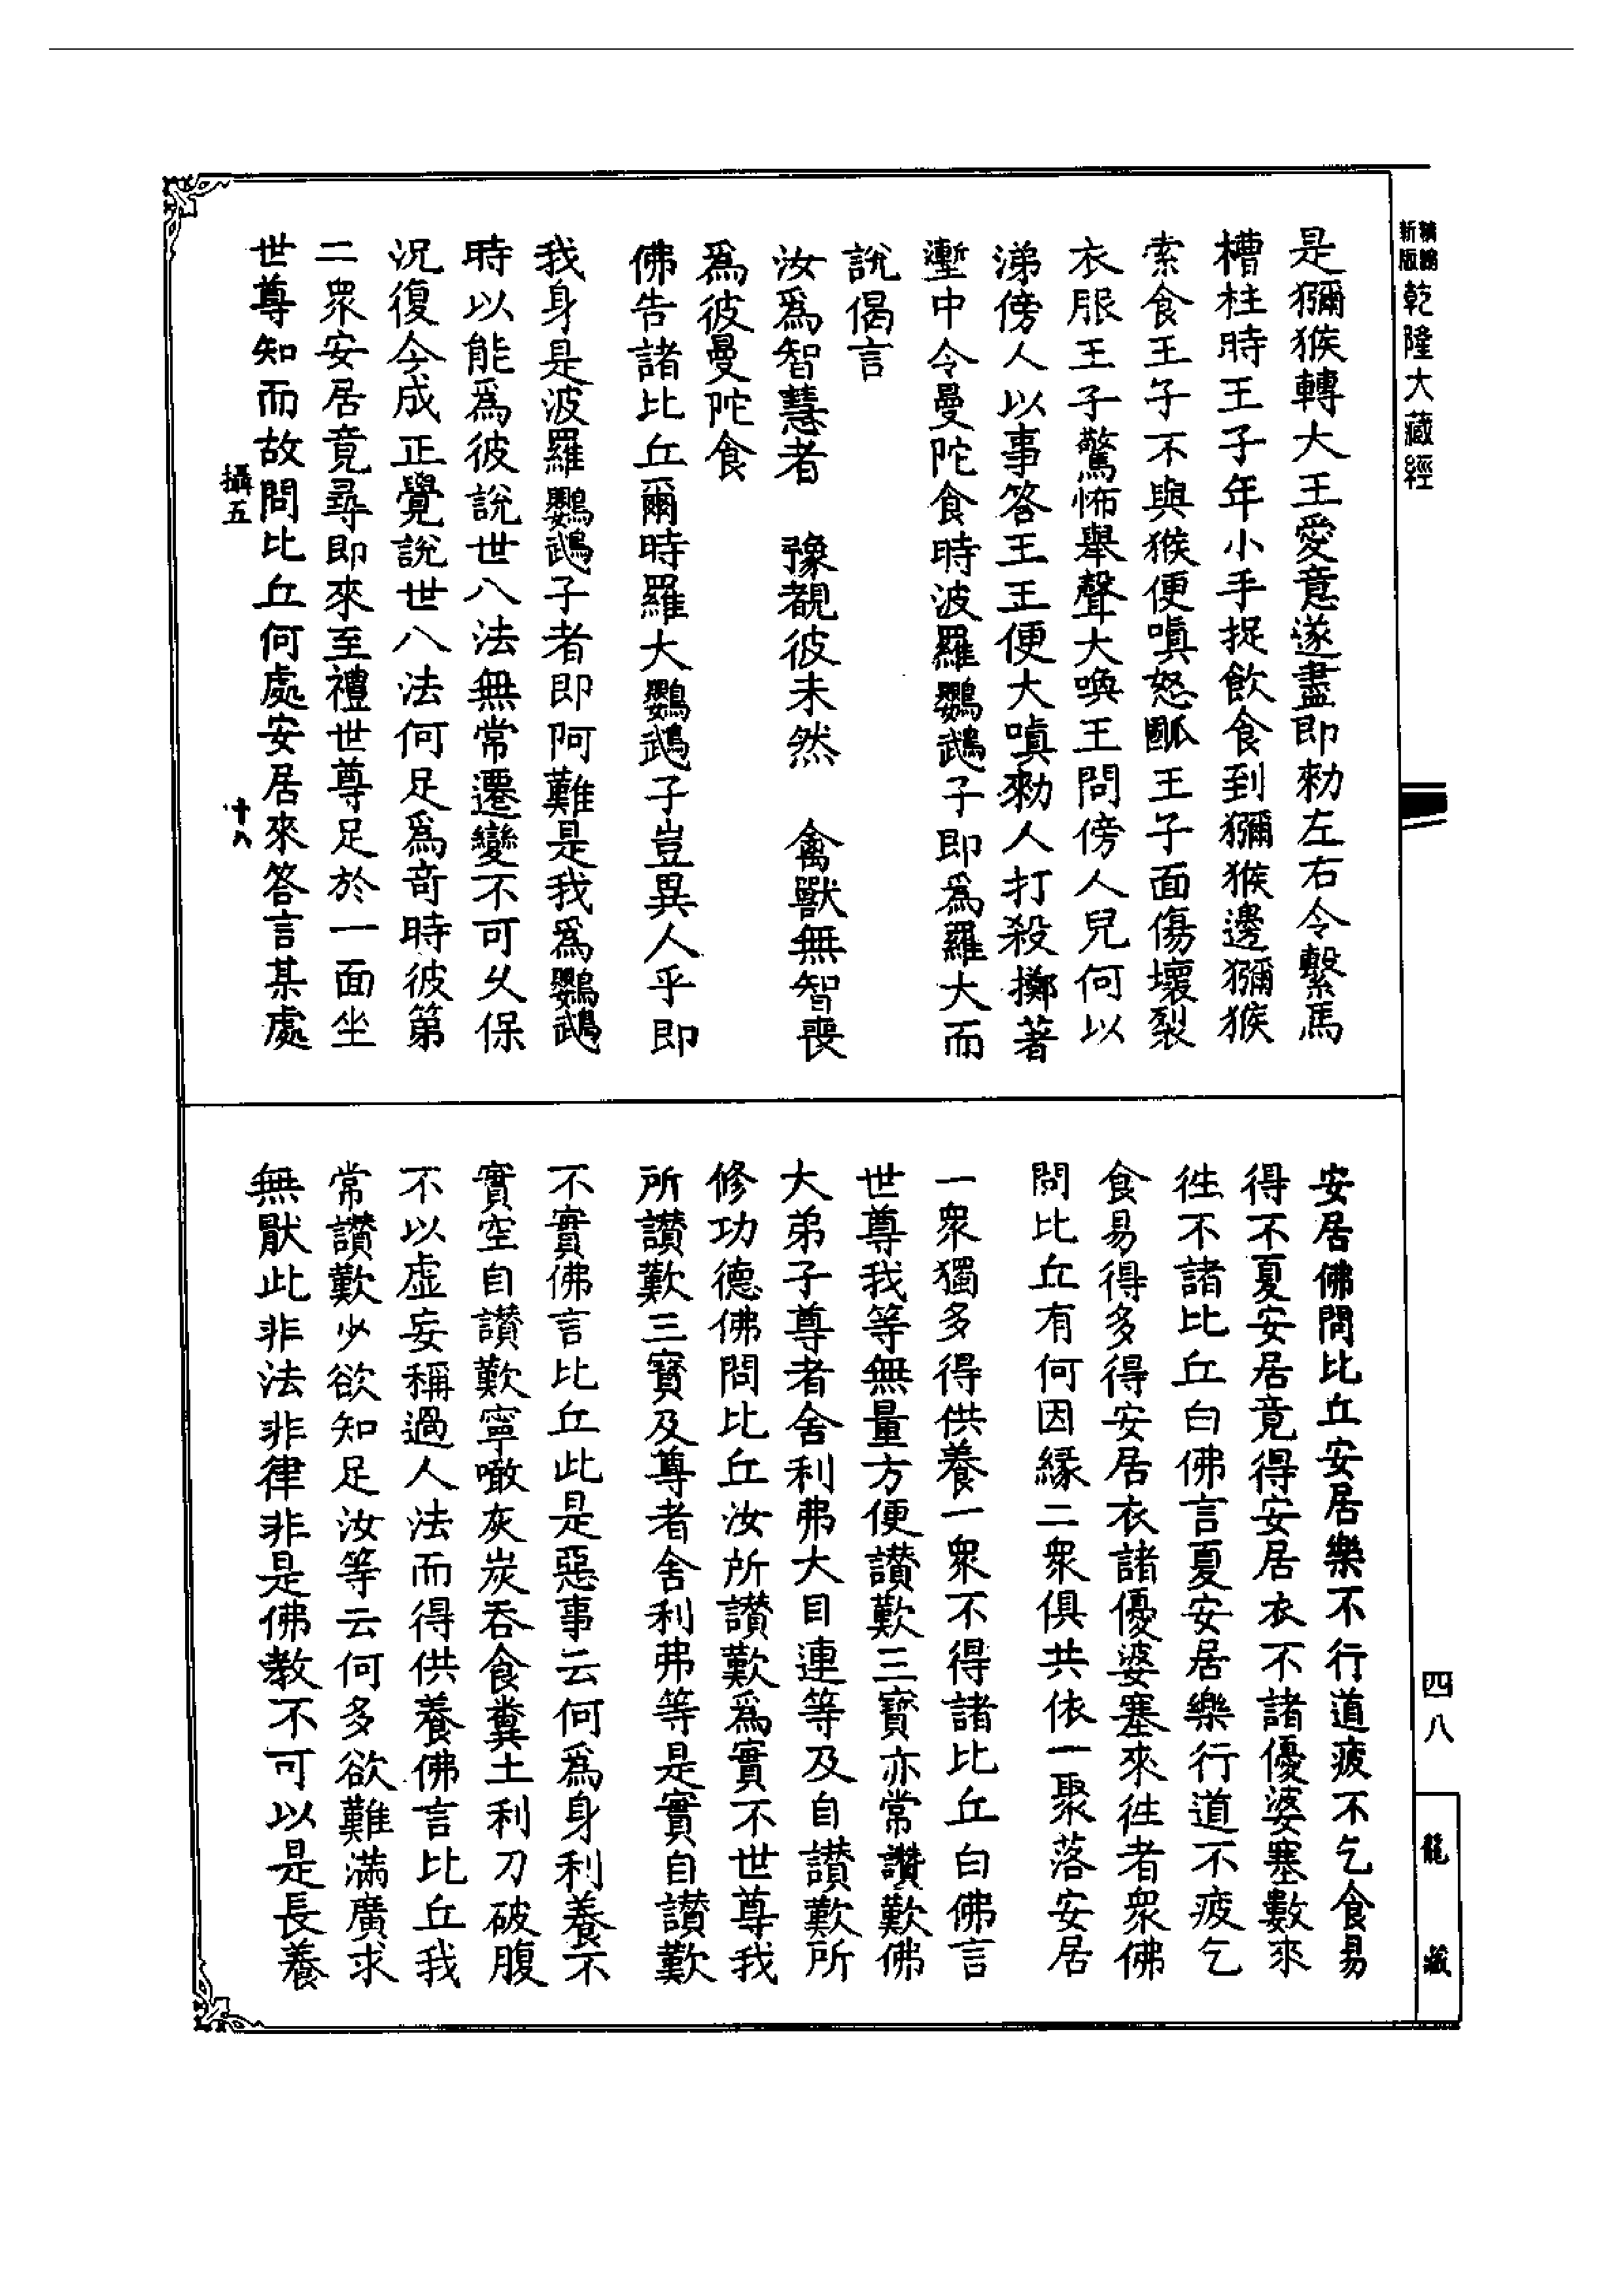 新版
精編
乾隆大藏經
是獼猴轉大王愛意遂盡即勑左右令繫馬
槽柱時王子年小手捉飲食到獼猴邊獼猴
索食王子不與猴便嗔怒𠜾王子面傷壞裂
衣服王子驚怖舉聲大喚王問傍人兒何以
涕傍人以事答王王便大嗔勑人打殺擲著
壍中令曼陀食時波羅鸚鵡子即爲羅大而
說偈言
汝爲智慧者　豫覩彼未然　禽獸無智喪
爲彼曼陀食
佛告諸比丘爾時羅大鸚鵡子豈異人乎即
我身是波羅鸚鵡子者即阿難是我爲鸚鵡
時以能爲彼說世八法無常遷變不可久保
況復今成正覺說世八法何足爲奇時彼第
二衆安居竟尋即來至禮世尊足於一面坐
世尊知而故問比丘何處安居來答言某處
攝五
十八
安居佛問比丘安居樂不行道疲不乞食易
得不夏安居竟得安居衣不諸優婆塞數來
徃不諸比丘白佛言夏安居樂行道不疲乞
食易得多得安居衣諸優婆塞來徃者衆佛
問比丘有何因緣二衆俱共依一聚落安居
一衆獨多得供養一衆不得諸比丘白佛言
世尊我等無量方便讃歎三寶亦常讃歎佛
大弟子尊者舍利弗大目連等及自讃歎所
修功德佛問比丘汝所讃歎爲實不世尊我
所讃歎三寶及尊者舍利弗等是實自讃歎
不實佛言比丘此是惡事云何爲身利養不
實空自讃歎寧噉灰炭吞食糞土利刀破腹
不以虛妄稱過人法而得供養佛言比丘我
常讃歎少欲知足汝等云何多欲難滿廣求
無猒此非法非律非是佛教不可以是長養
四八
龍藏